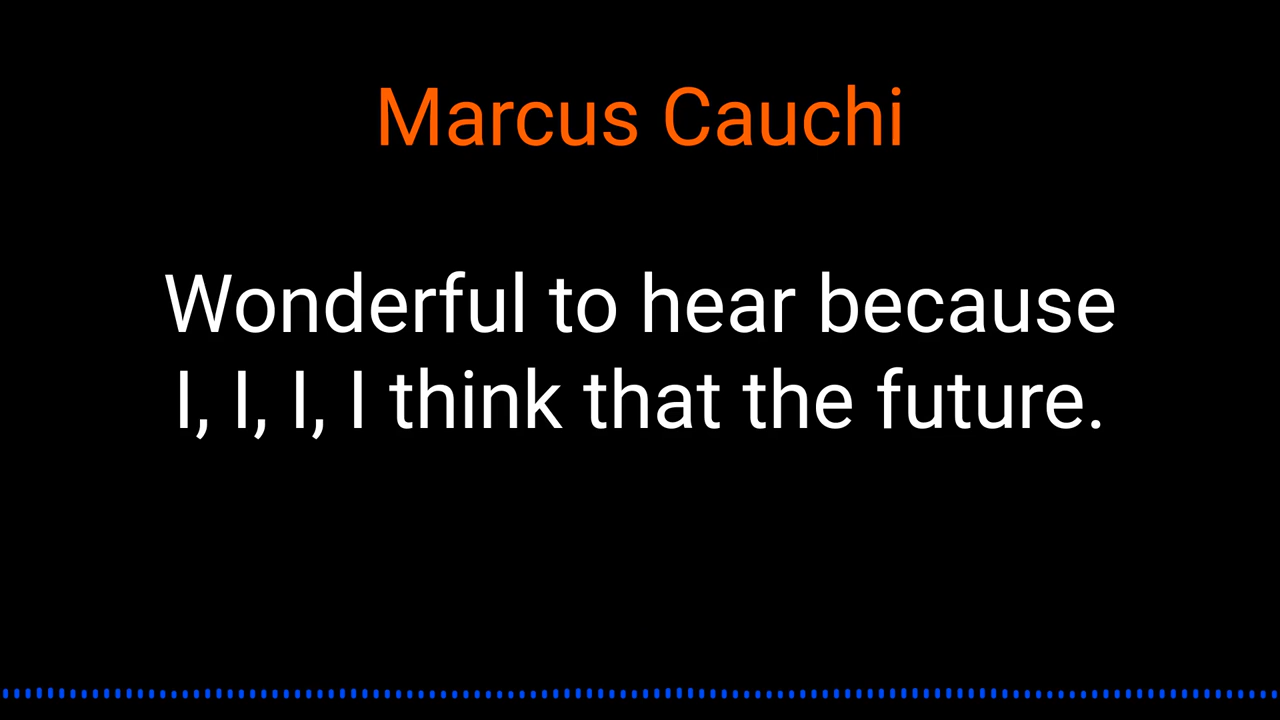 Marcus Cauchi
Wonderful to hear because
I, I, I, I think that the future.